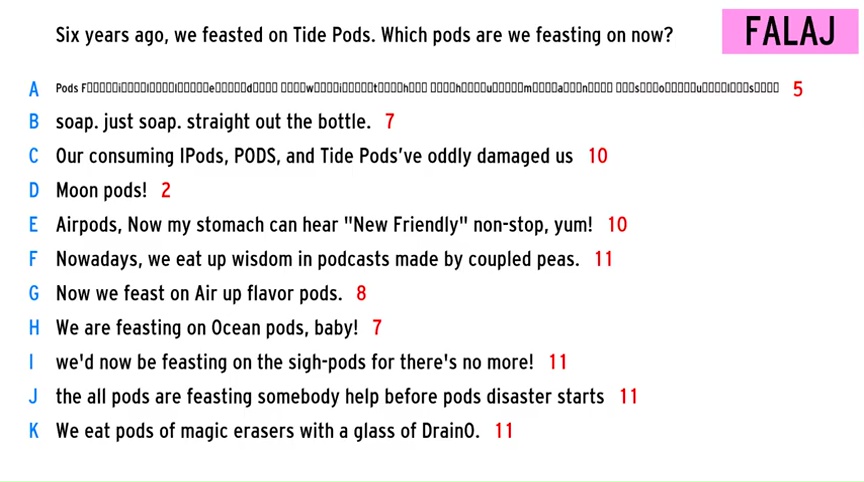 Six years ago, we feasted on Tide Pods. Which pods are we feasting on now?
FALAJ
A Pods F▯▯▯▯▯i▯▯▯▯l▯▯▯▯l▯▯▯▯▯e▯▯▯▯▯d▯▯▯▯ ▯▯▯▯w▯▯▯▯i▯▯▯▯▯t▯▯▯▯h▯▯▯ ▯▯▯▯h▯▯▯▯u▯▯▯▯▯m▯▯▯▯a▯▯▯n▯▯▯▯ ▯▯▯s▯▯▯o▯▯▯▯▯u▯▯▯▯l▯▯▯s▯▯▯▯ 5
B soap. just soap. straight out the bottle. 7
C Our consuming IPods, PODS, and Tide Pods've oddly damaged us 10
D Moon pods! 2
E Airpods, Now my stomach can hear "New Friendly" non-stop, yum! 10
F Nowadays, we eat up wisdom in podcasts made by coupled peas. 11
G Now we feast on Air up flavor pods. 8
H We are feasting on Ocean pods, baby! 7
I we'd now be feasting on the sigh-pods for there's no more! 11
J the all pods are feasting somebody help before pods disaster starts 11
K We eat pods of magic erasers with a glass of DrainO. 11